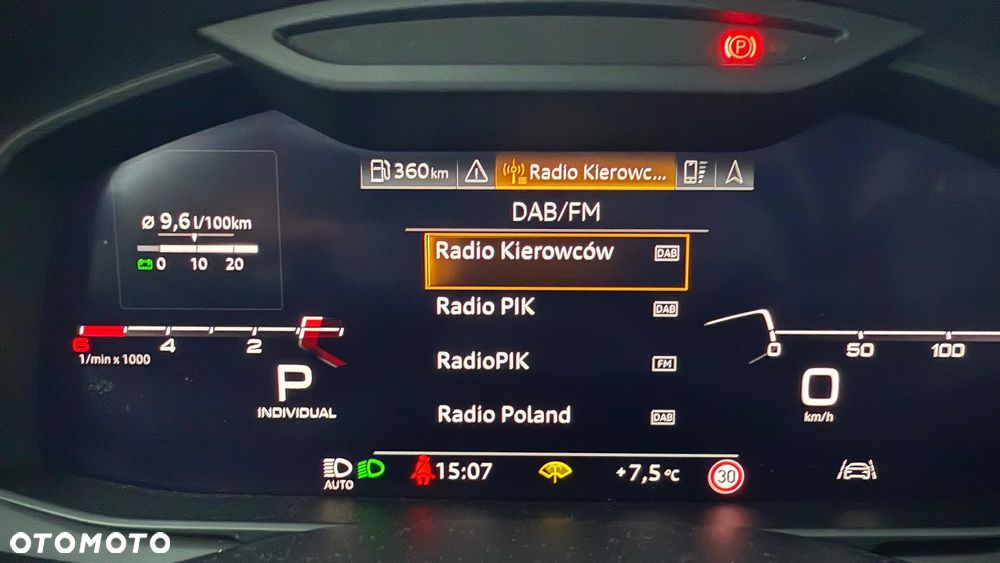 P
360 km
Radio Kierowc...
DAB/FM
Ø 9,6 l/100km
0 10 20
Radio Kierowców DAB
Radio PIK DAB
RadioPIK FM
Radio Poland DAB
6 4 2
1/min x 1000
P
INDIVIDUAL
0 50 100
0
km/h
AUTO
15:07
+7,5 °C
30
OTOMOTO